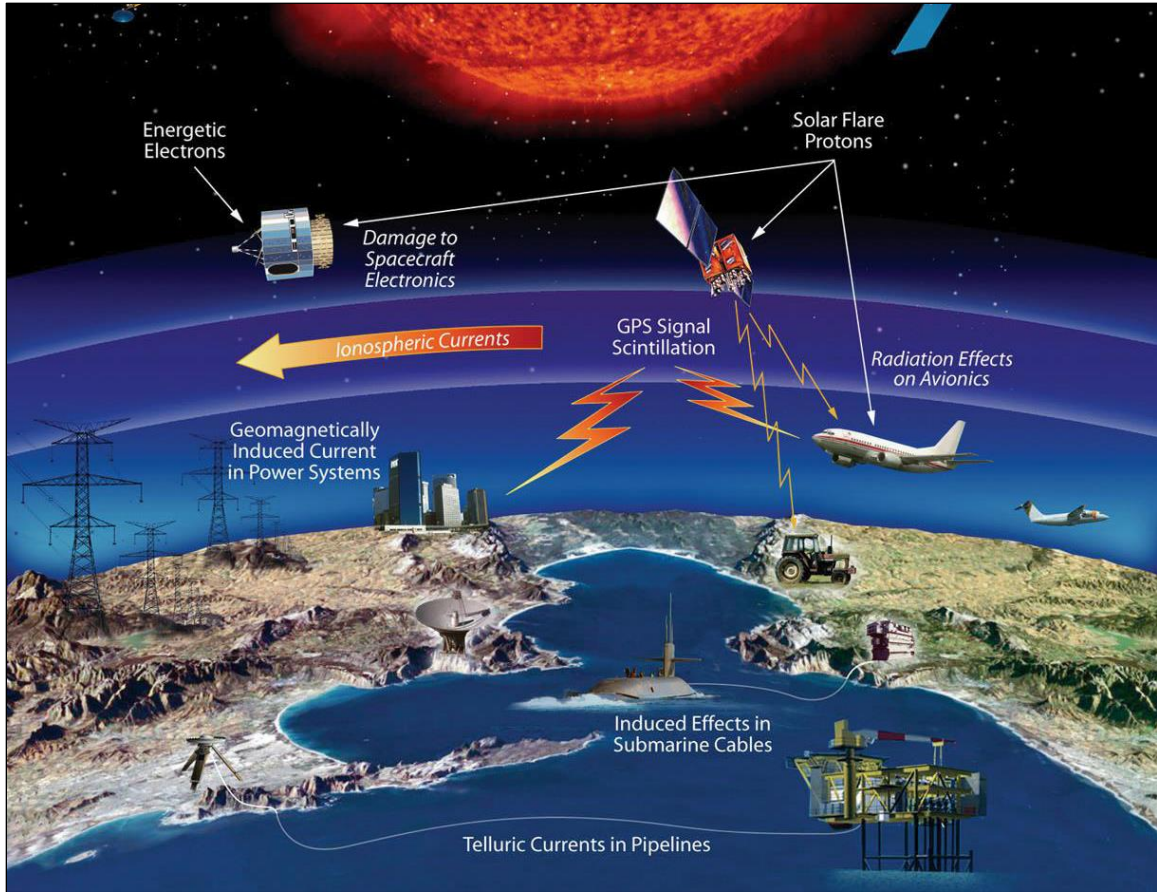 Energetic
Electrons
Solar Flare
Protons
Damage to
Spacecraft
Electronics
Ionospheric Currents
GPS Signal
Scintillation
Radiation Effects
on Avionics
Geomagnetically
Induced Current
in Power Systems
Induced Effects in
Submarine Cables
Telluric Currents in Pipelines